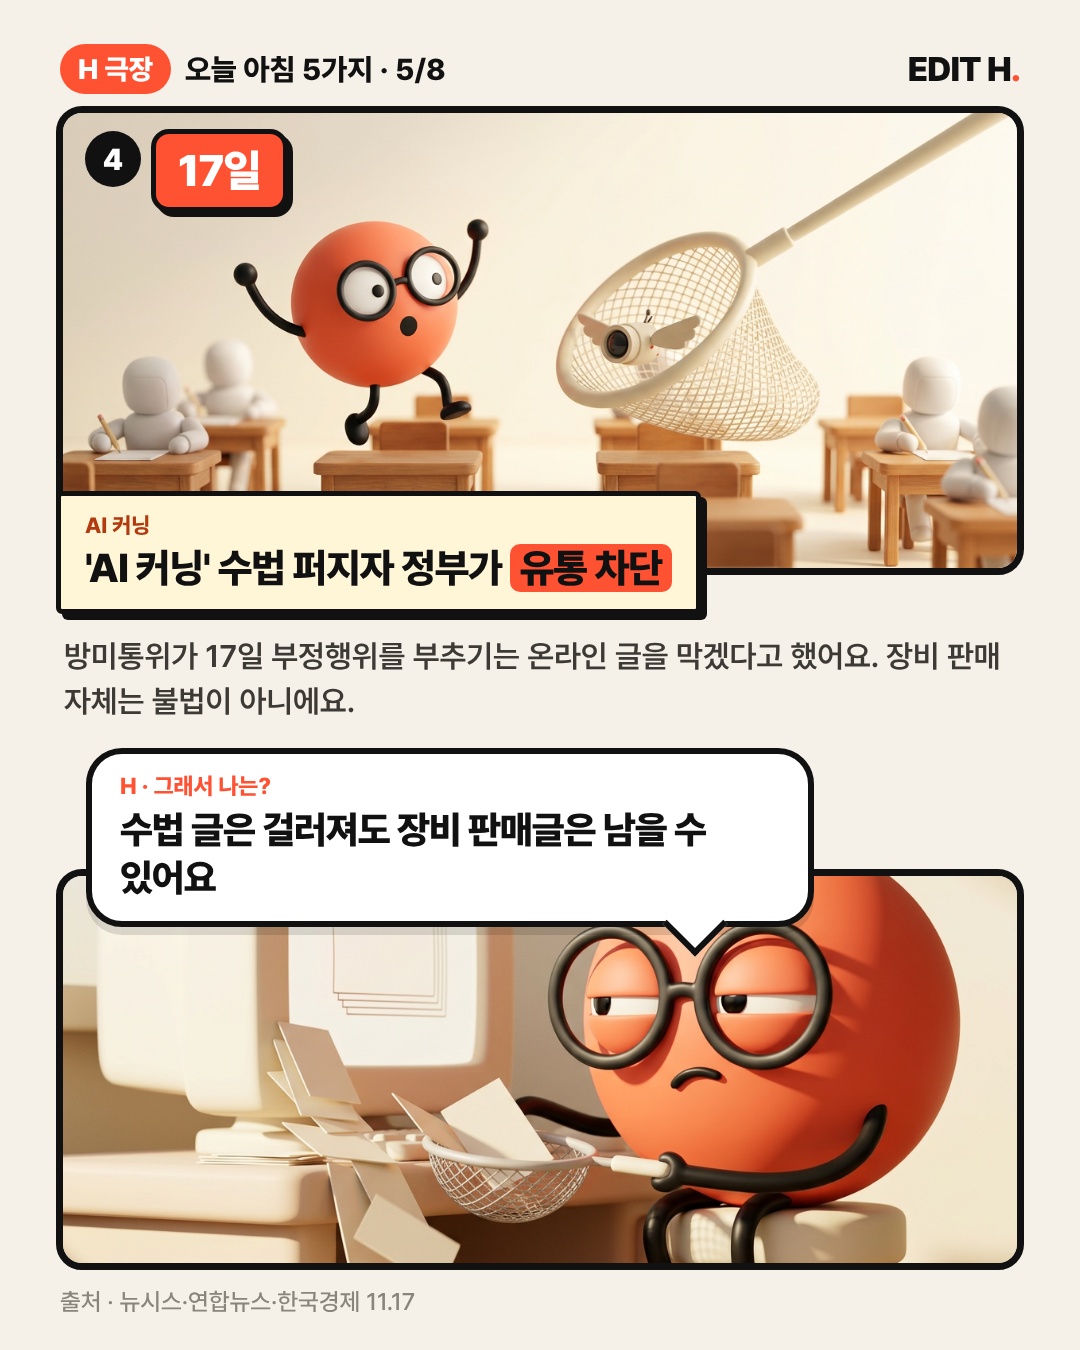 H 극장 오늘 아침 5가지 · 5/8 EDIT H.
4 17일
AI 커닝
'AI 커닝' 수법 퍼지자 정부가 유통 차단
방미통위가 17일 부정행위를 부추기는 온라인 글을 막겠다고 했어요. 장비 판매
자체는 불법이 아니에요.
H · 그래서 나는?
수법 글은 걸러져도 장비 판매글은 남을 수
있어요
출처 · 뉴시스·연합뉴스·한국경제 11.17